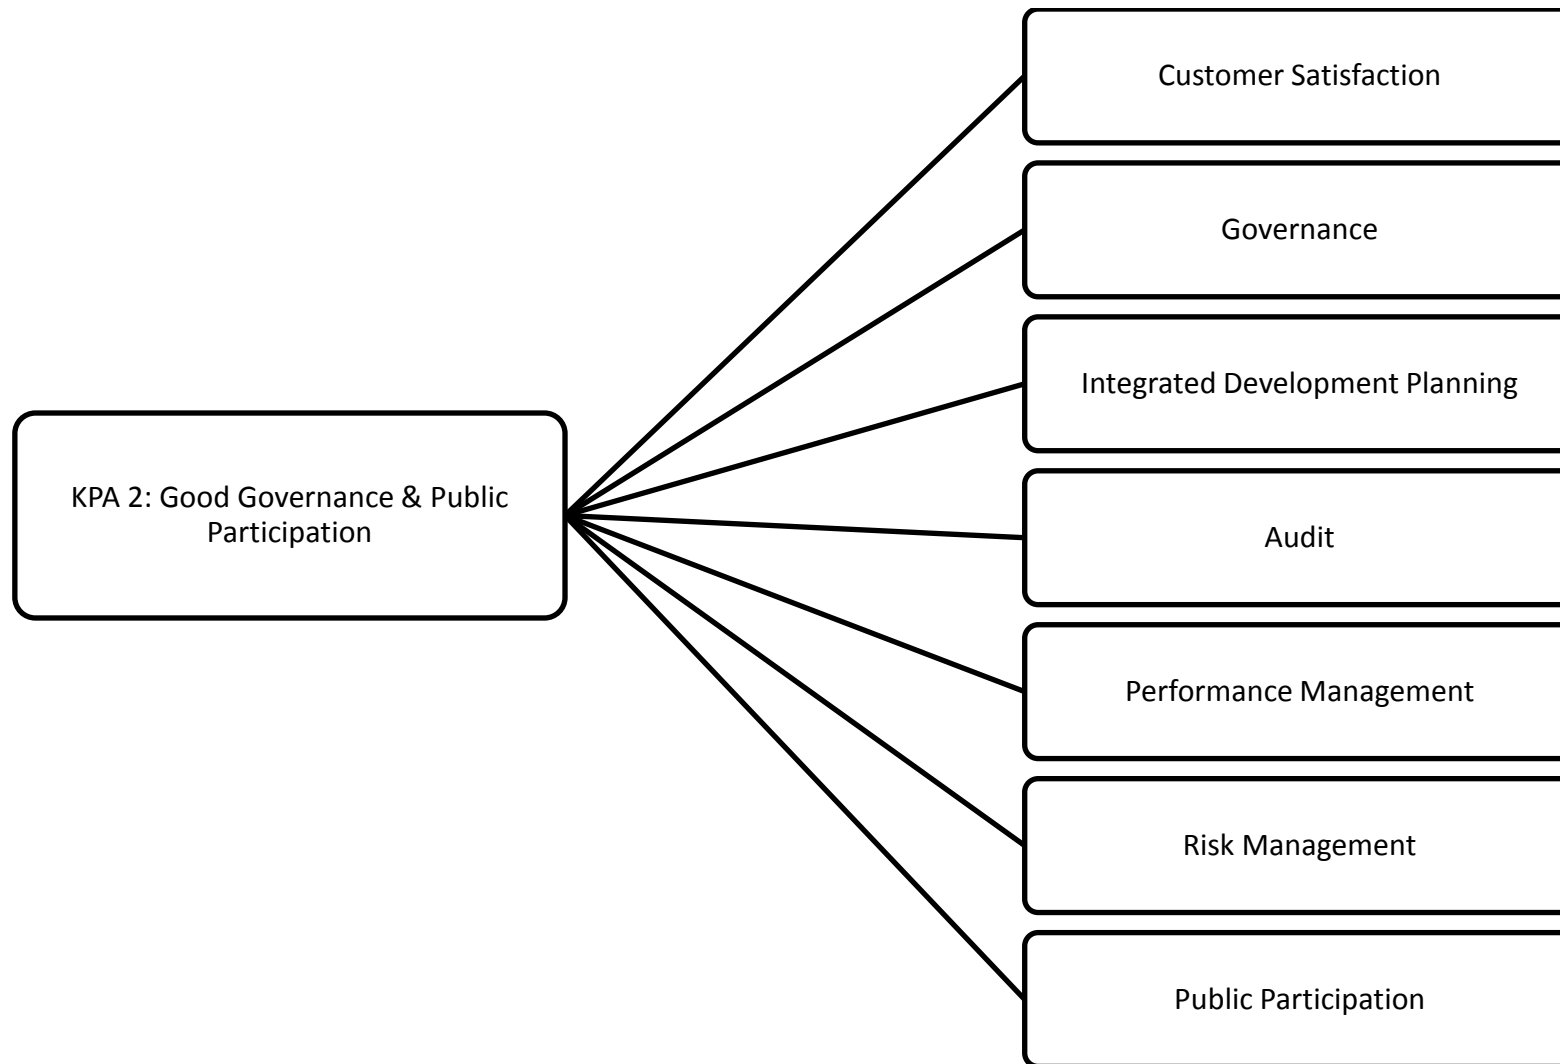 Customer Satisfaction
Governance
Integrated Development Planning
KPA 2: Good Governance & Public
Participation
Audit
Performance Management
Risk Management
Public Participation